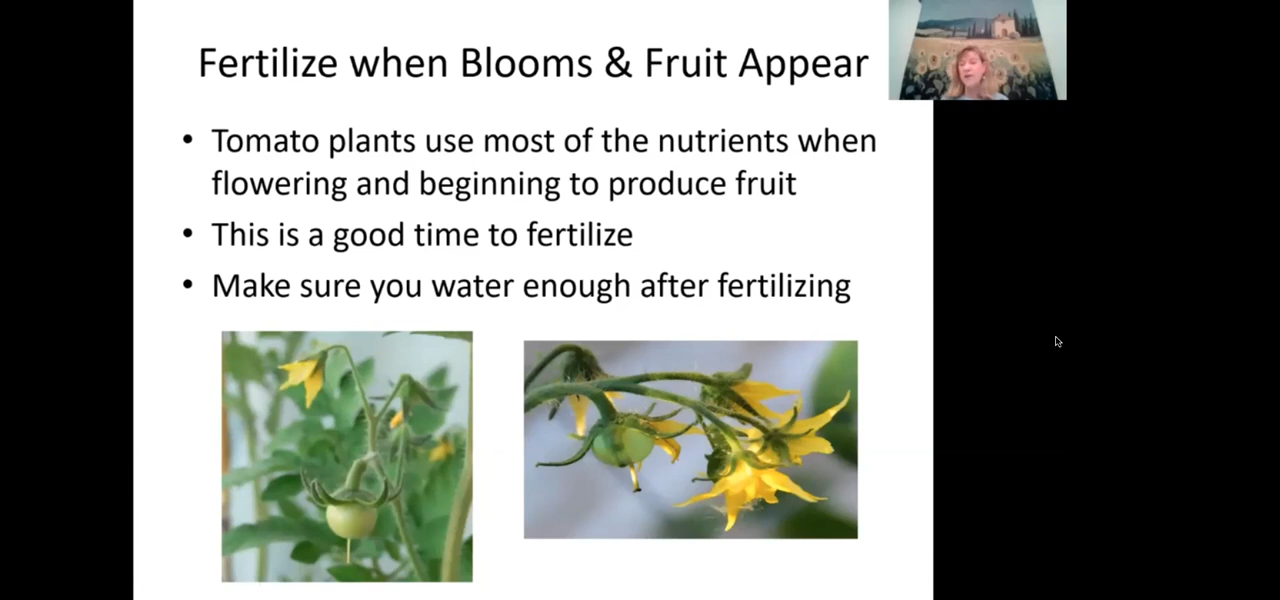 Fertilize when Blooms & Fruit Appear
• Tomato plants use most of the nutrients when
flowering and beginning to produce fruit
• This is a good time to fertilize
• Make sure you water enough after fertilizing